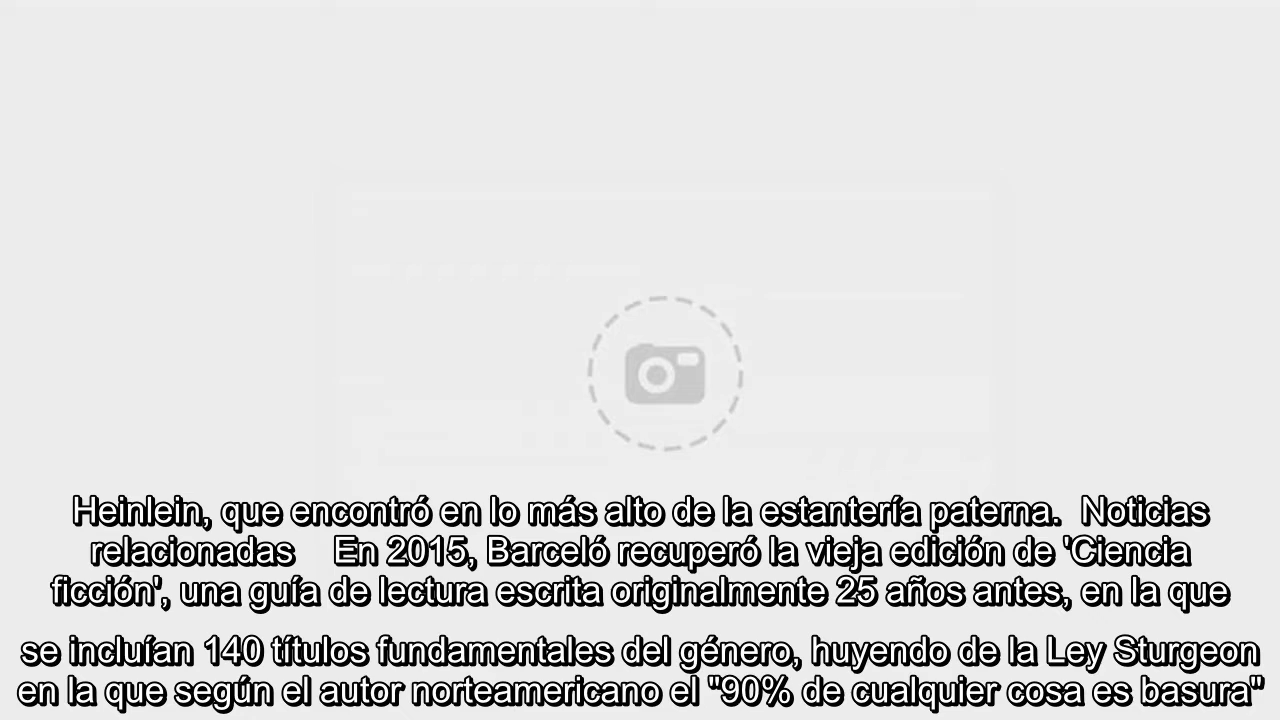 Heinlein, que encontró en lo más alto de la estantería paterna.  Noticias
relacionadas    En 2015, Barceló recuperó la vieja edición de 'Ciencia
ficción', una guía de lectura escrita originalmente 25 años antes, en la que
se incluían 140 títulos fundamentales del género, huyendo de la Ley Sturgeon
en la que según el autor norteamericano el "90% de cualquier cosa es basura"